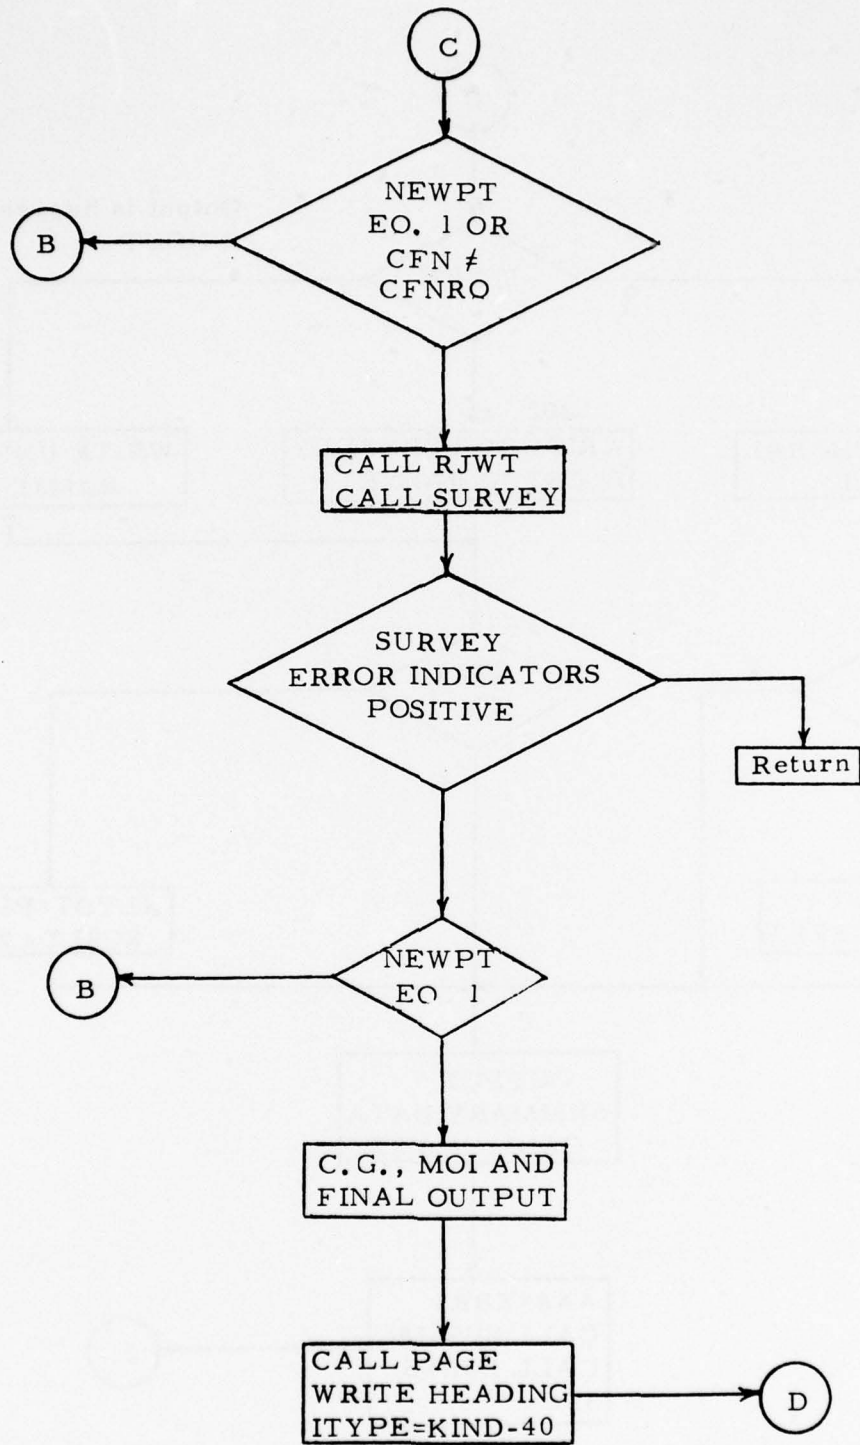 C
NEWPT
EQ. 1 OR
CFN ≠
CFNRQ
B
CALL RJWT
CALL SURVEY
SURVEY
ERROR INDICATORS
POSITIVE
Return
NEWPT
EQ 1
B
C.G., MOI AND
FINAL OUTPUT
CALL PAGE
WRITE HEADING
ITYPE=KIND-40
D